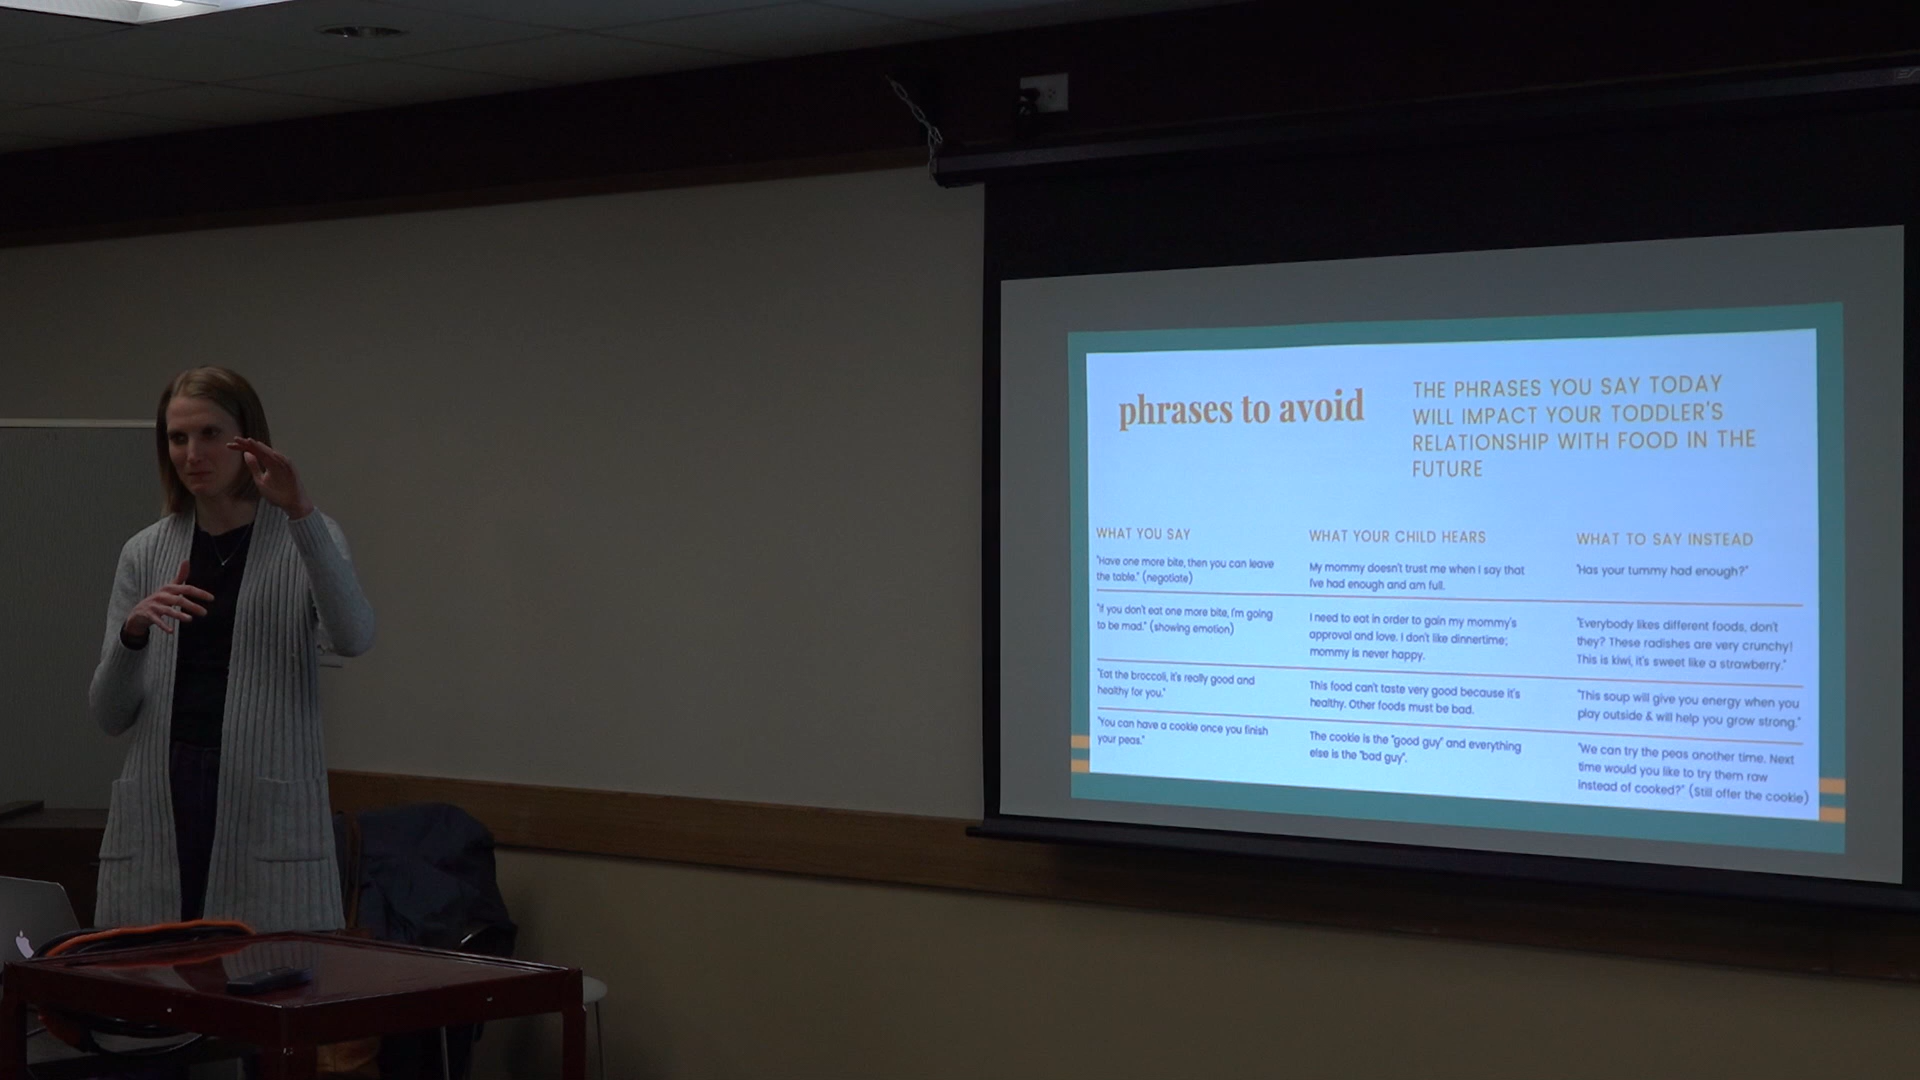 phrases to avoid
THE PHRASES YOU SAY TODAY
WILL IMPACT YOUR TODDLER'S
RELATIONSHIP WITH FOOD IN THE
FUTURE
WHAT YOU SAY
WHAT YOUR CHILD HEARS
WHAT TO SAY INSTEAD
"Have one more bite, then you can leave
the table." (negotiate)
My mommy doesn't trust me when I say that
I've had enough and am full.
"Has your tummy had enough?"
"If you don't eat one more bite, I'm going
to be mad." (showing emotion)
I need to eat in order to gain my mommy's
approval and love. I don't like dinnertime;
mommy is never happy.
"Everybody likes different foods, don't
they? These radishes are very crunchy!
This is kiwi, it's sweet like a strawberry."
"Eat the broccoli, it's really good and
healthy for you."
This food can't taste very good because it's
healthy. Other foods must be bad.
"This soup will give you energy when you
play outside & will help you grow strong."
"You can have a cookie once you finish
your peas."
The cookie is the "good guy" and everything
else is the "bad guy".
"We can try the peas another time. Next
time would you like to try them raw
instead of cooked?" (Still offer the cookie)